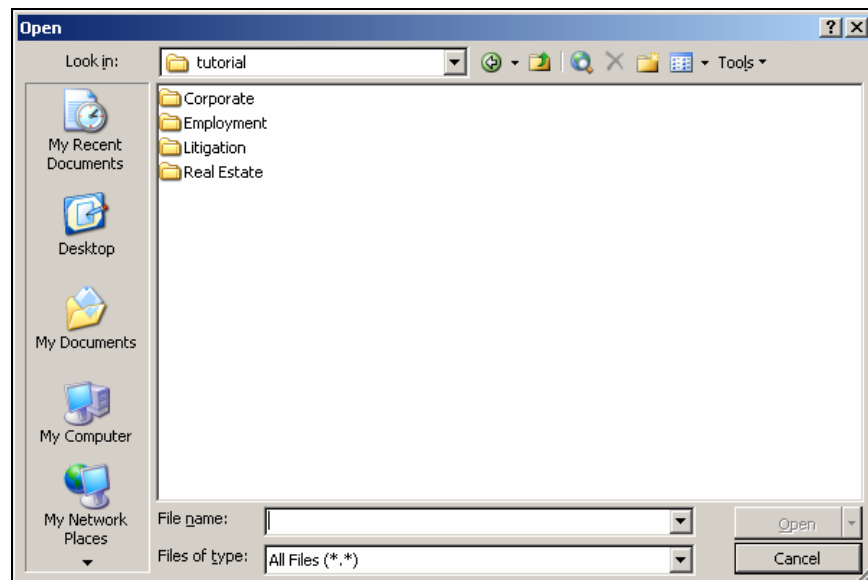 Open
Look in:
tutorial
Tools
My Recent
Documents
Desktop
My Documents
My Computer
My Network
Places
Corporate
Employment
Litigation
Real Estate
File name:
Files of type:
All Files (*.*)
Open
Cancel